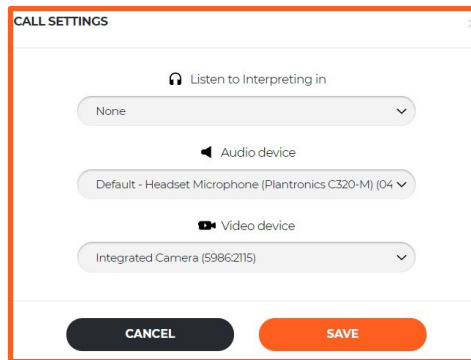 CALL SETTINGS
Listen to Interpreting in
None
Audio device
Default - Headset Microphone (Plantronics C320-M) (04
Video device
Integrated Camera (5986:2115)
CANCEL SAVE